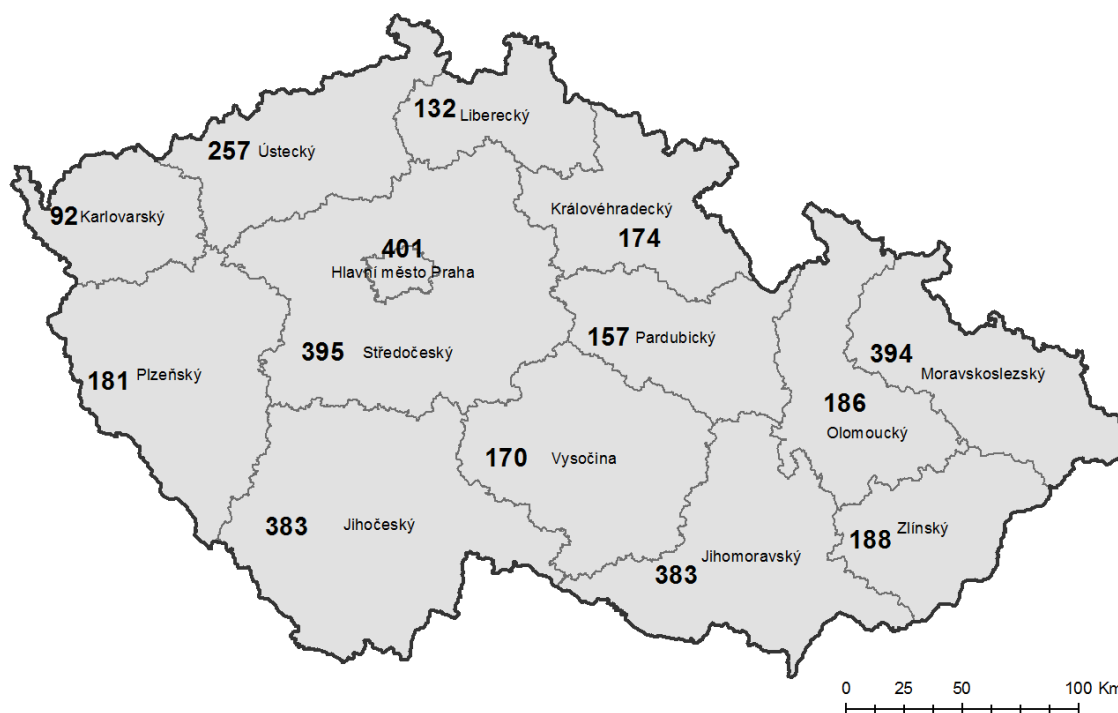 132 Liberecký
257 Ústecký
Královéhradecký
174
92 Karlovarský
401
Hlavní město Praha
157 Pardubický
395 Středočeský
394
Moravskoslezský
181 Plzeňský
186
Olomoucký
170 Vysočina
383 Jihočeský
188 Zlínský
Jihomoravský
383
0 25 50 100 Km